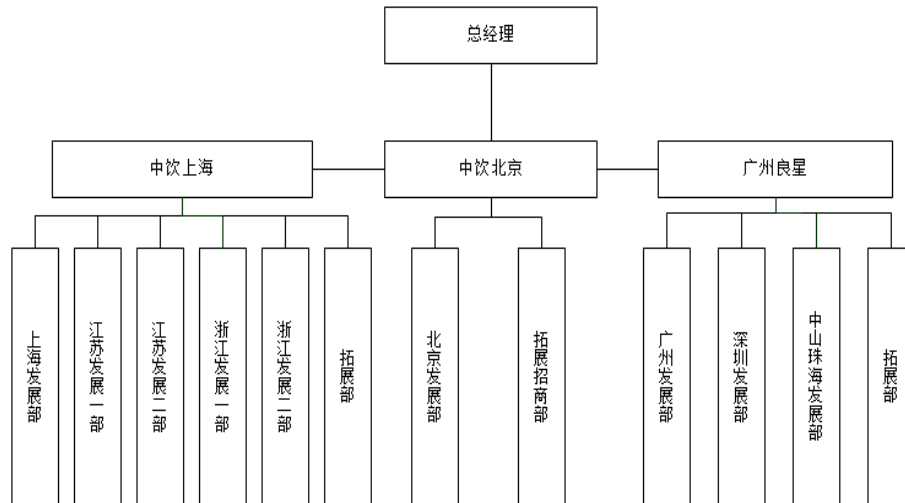 总经理
中饮上海
中饮北京
广州良星
上海发展部
江苏发展一部
江苏发展二部
浙江发展一部
浙江发展二部
拓展部
北京发展部
拓展招商部
广州发展部
深圳发展部
中山珠海发展部
拓展部